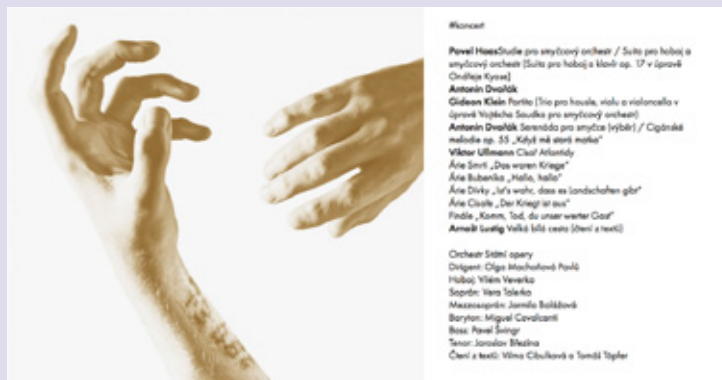 #koncert
Pavel HaasStudie pro smyčcový orchestr / Suita pro hoboj a
smyčcový orchestr (Suita pro hoboj a klavír op. 17 v úpravě
Ondřeje Kyase)
Antonín Dvořák
Gideon Klein Partita (Trio pro housle, violu a violoncello v
úpravě Vojtěcha Saudka pro smyčcový orchestr)
Antonín Dvořák Serenáda pro smyčce (výběr) / Cigánské
melodie op. 55 „Když mě stará matka"
Viktor Ullmann Císař Atlantidy
Árie Smrti „Das waren Kriege"
Árie Bubeníka „Hallo, hallo"
Árie Dívky „Ist's wahr, dass es Landschaften gibt"
Árie Císaře „Der Kriegt ist aus"
Finále „Komm, Tod, du unser werter Gast"
Arnošt Lustig Velká bílá cesta (čtení z textů)
Orchestr Státní opery
Dirigent: Olga Machoňová Pavlů
Hoboj: Vilém Veverka
Soprán: Vera Talerko
Mezzosoprán: Jarmila Balážová
Baryton: Miguel Cavalcanti
Bass: Pavel Švingr
Tenor: Jaroslav Březina
Čtení z textů: Vilma Cibulková a Tomáš Töpfer